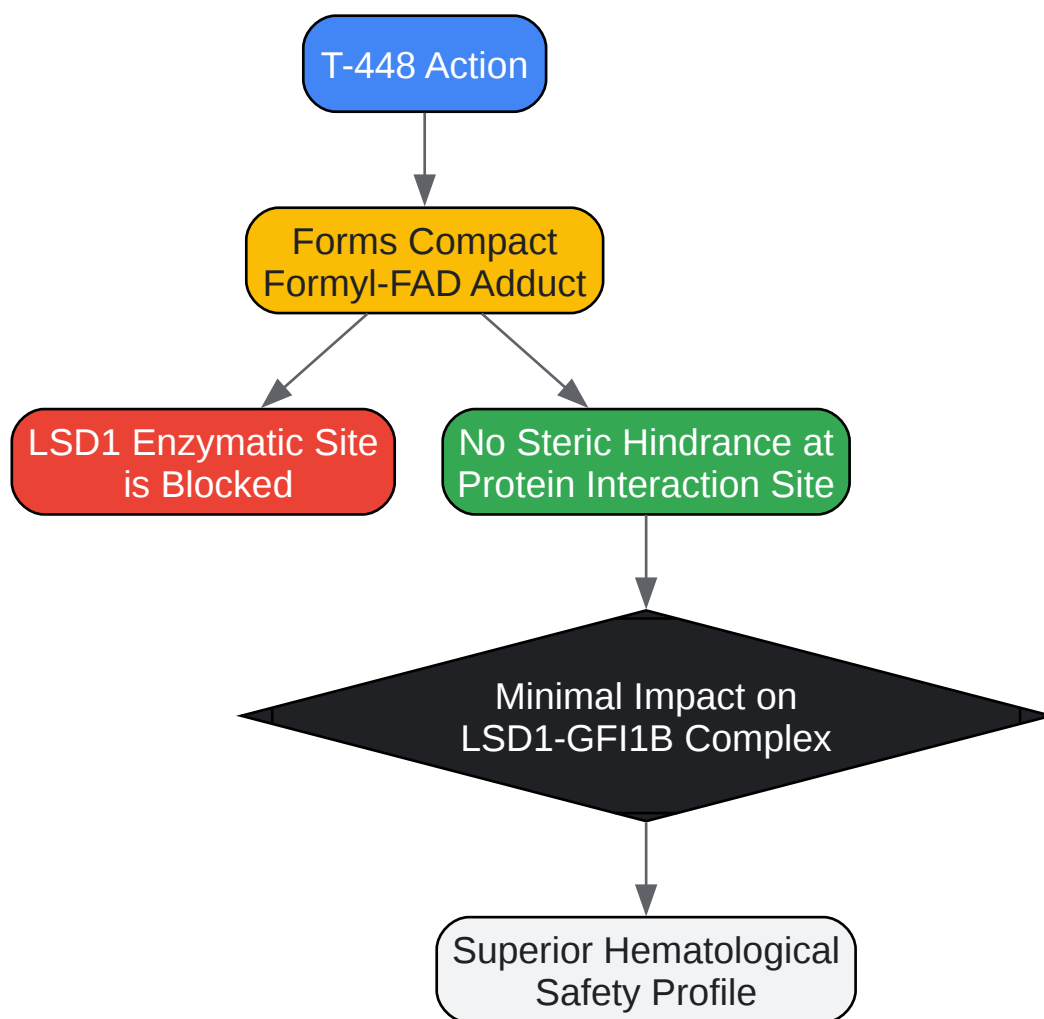 T-448 Action
Forms Compact
Formyl-FAD Adduct
LSD1 Enzymatic Site
is Blocked
No Steric Hindrance at
Protein Interaction Site
Minimal Impact on
LSD1-GFI1B Complex
Superior Hematological
Safety Profile